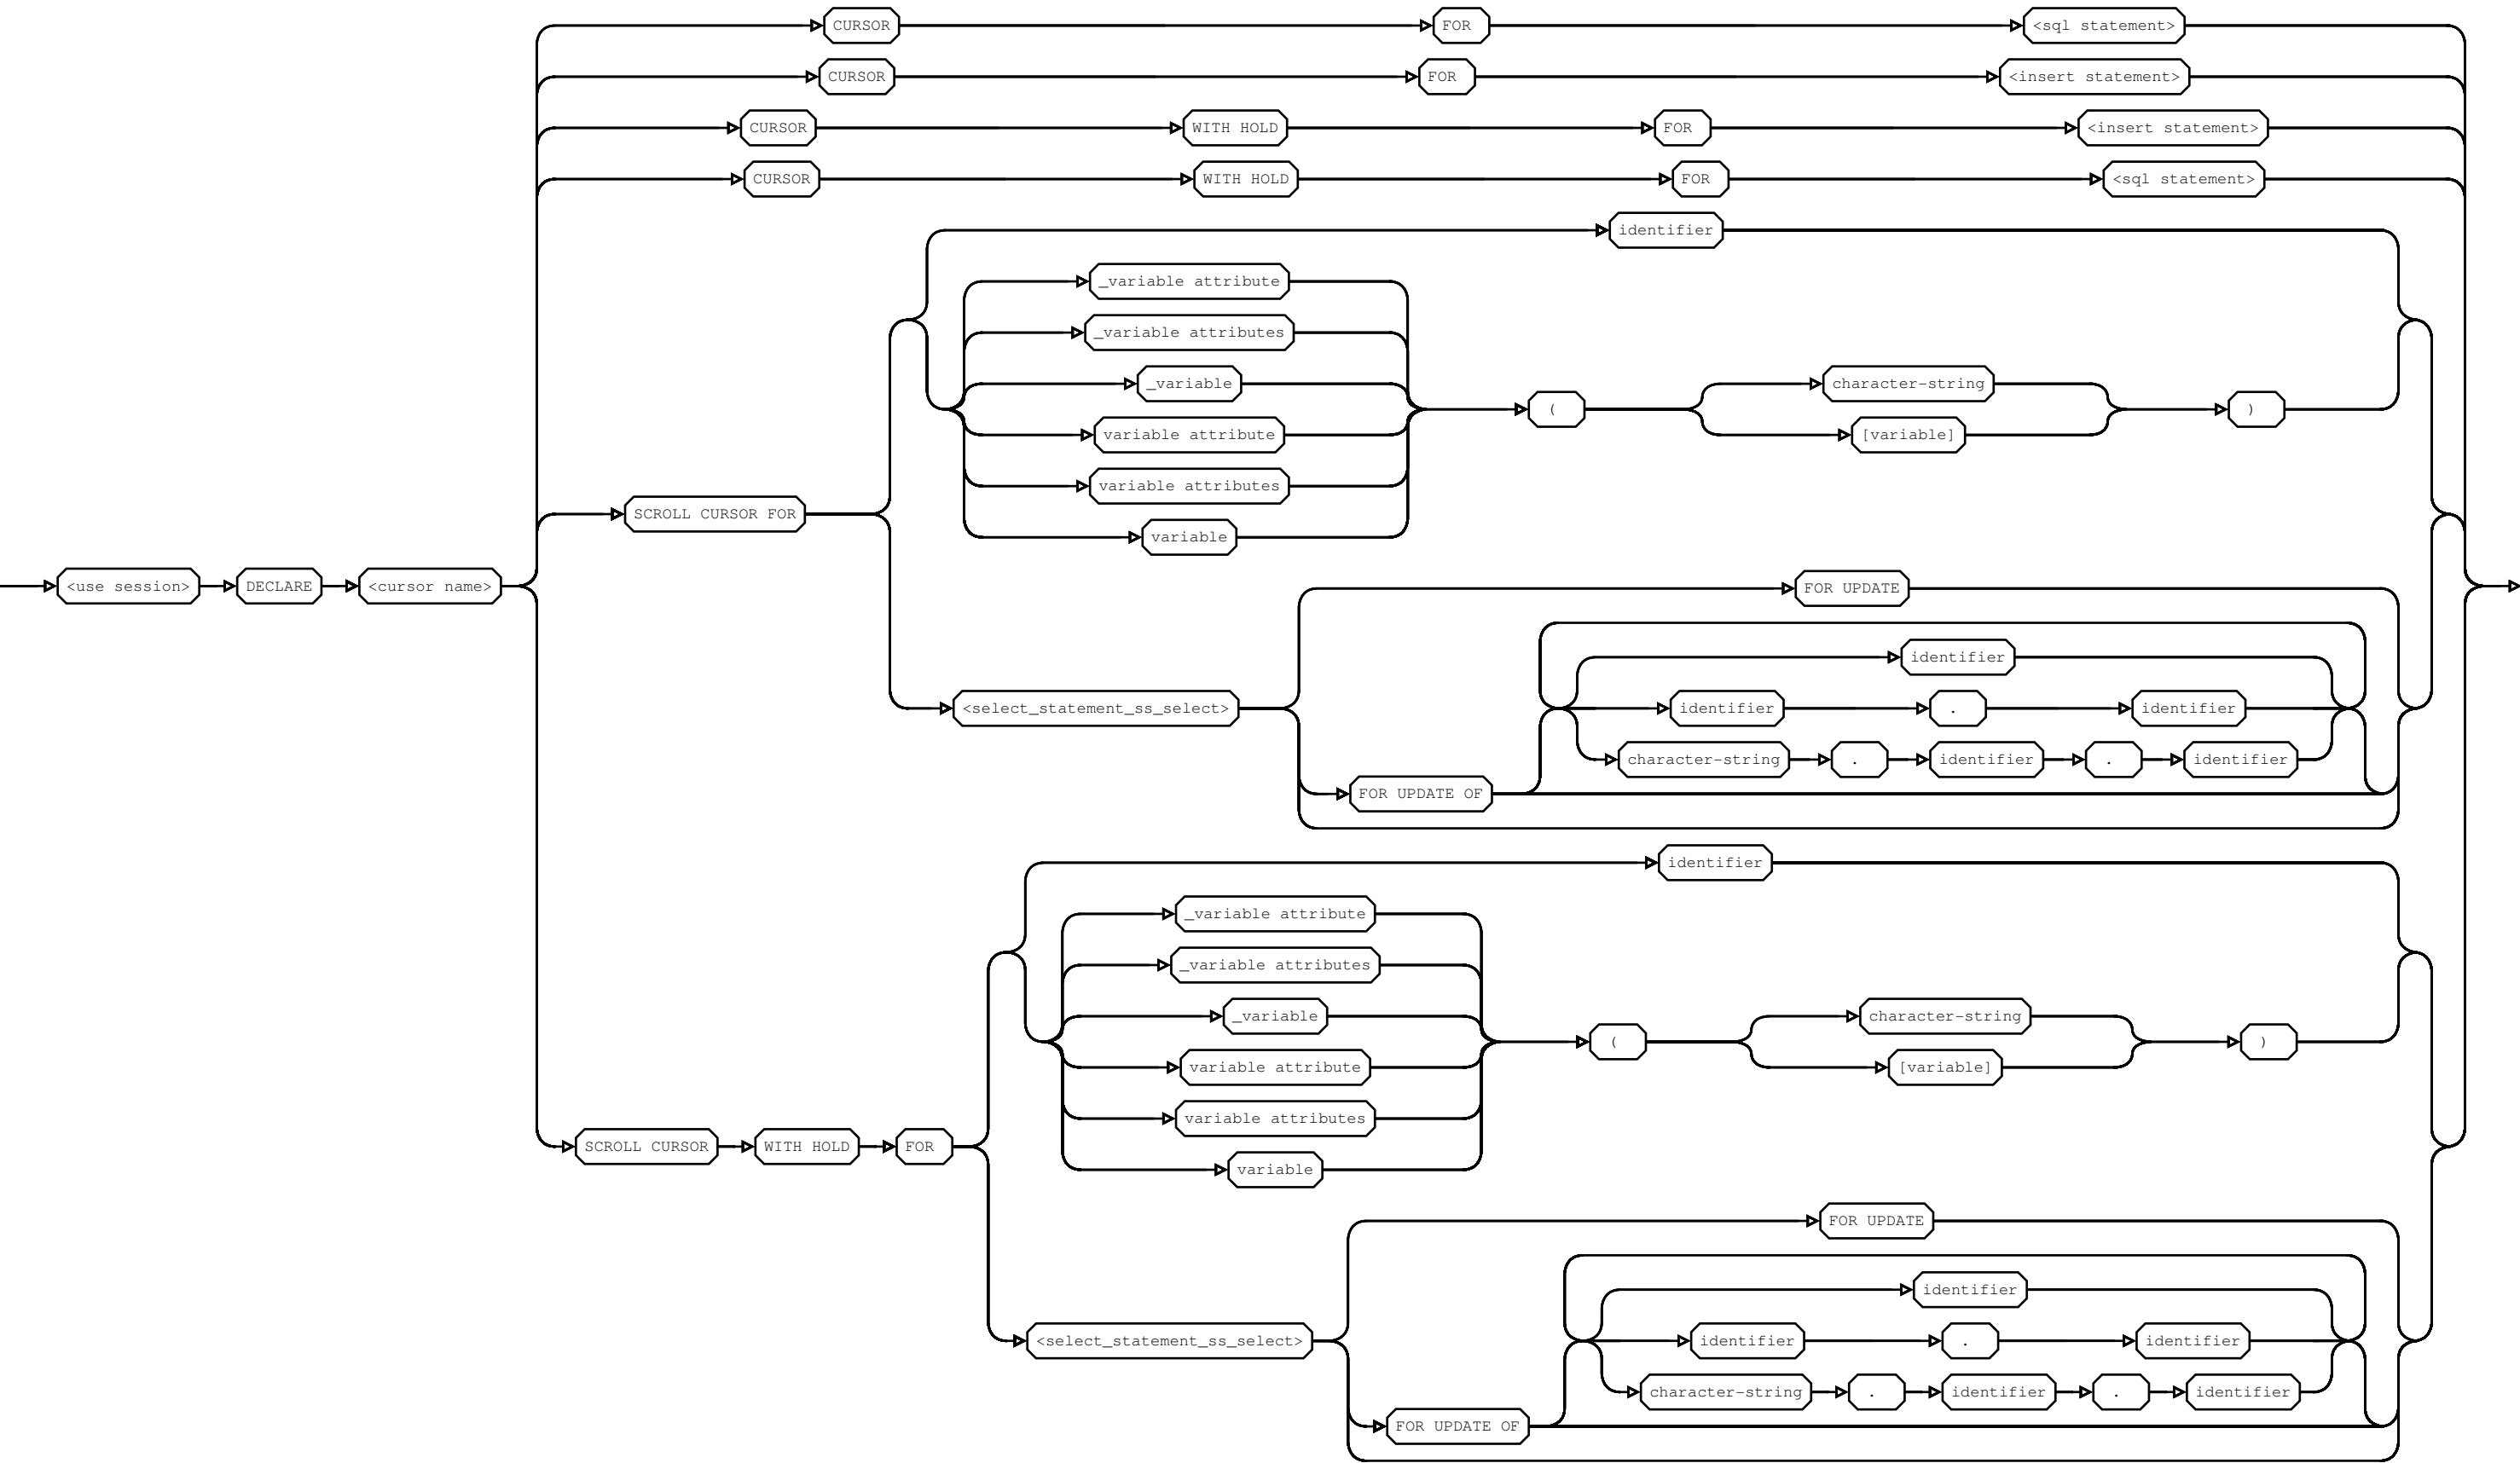 CURSOR FOR <sql statement>
CURSOR FOR <insert statement>
CURSOR WITH HOLD FOR <insert statement>
CURSOR WITH HOLD FOR <sql statement>
identifier
_variable attribute
_variable attributes
_variable character-string
( )
variable attribute [variable]
variable attributes
SCROLL CURSOR FOR
variable
<use session> DECLARE <cursor name> FOR UPDATE
identifier
<select_statement_ss_select> identifier . identifier
character-string . identifier . identifier
FOR UPDATE OF
identifier
_variable attribute
_variable attributes
_variable character-string
( )
variable attribute [variable]
variable attributes
SCROLL CURSOR WITH HOLD FOR
variable
FOR UPDATE
identifier
<select_statement_ss_select> identifier . identifier
character-string . identifier . identifier
FOR UPDATE OF